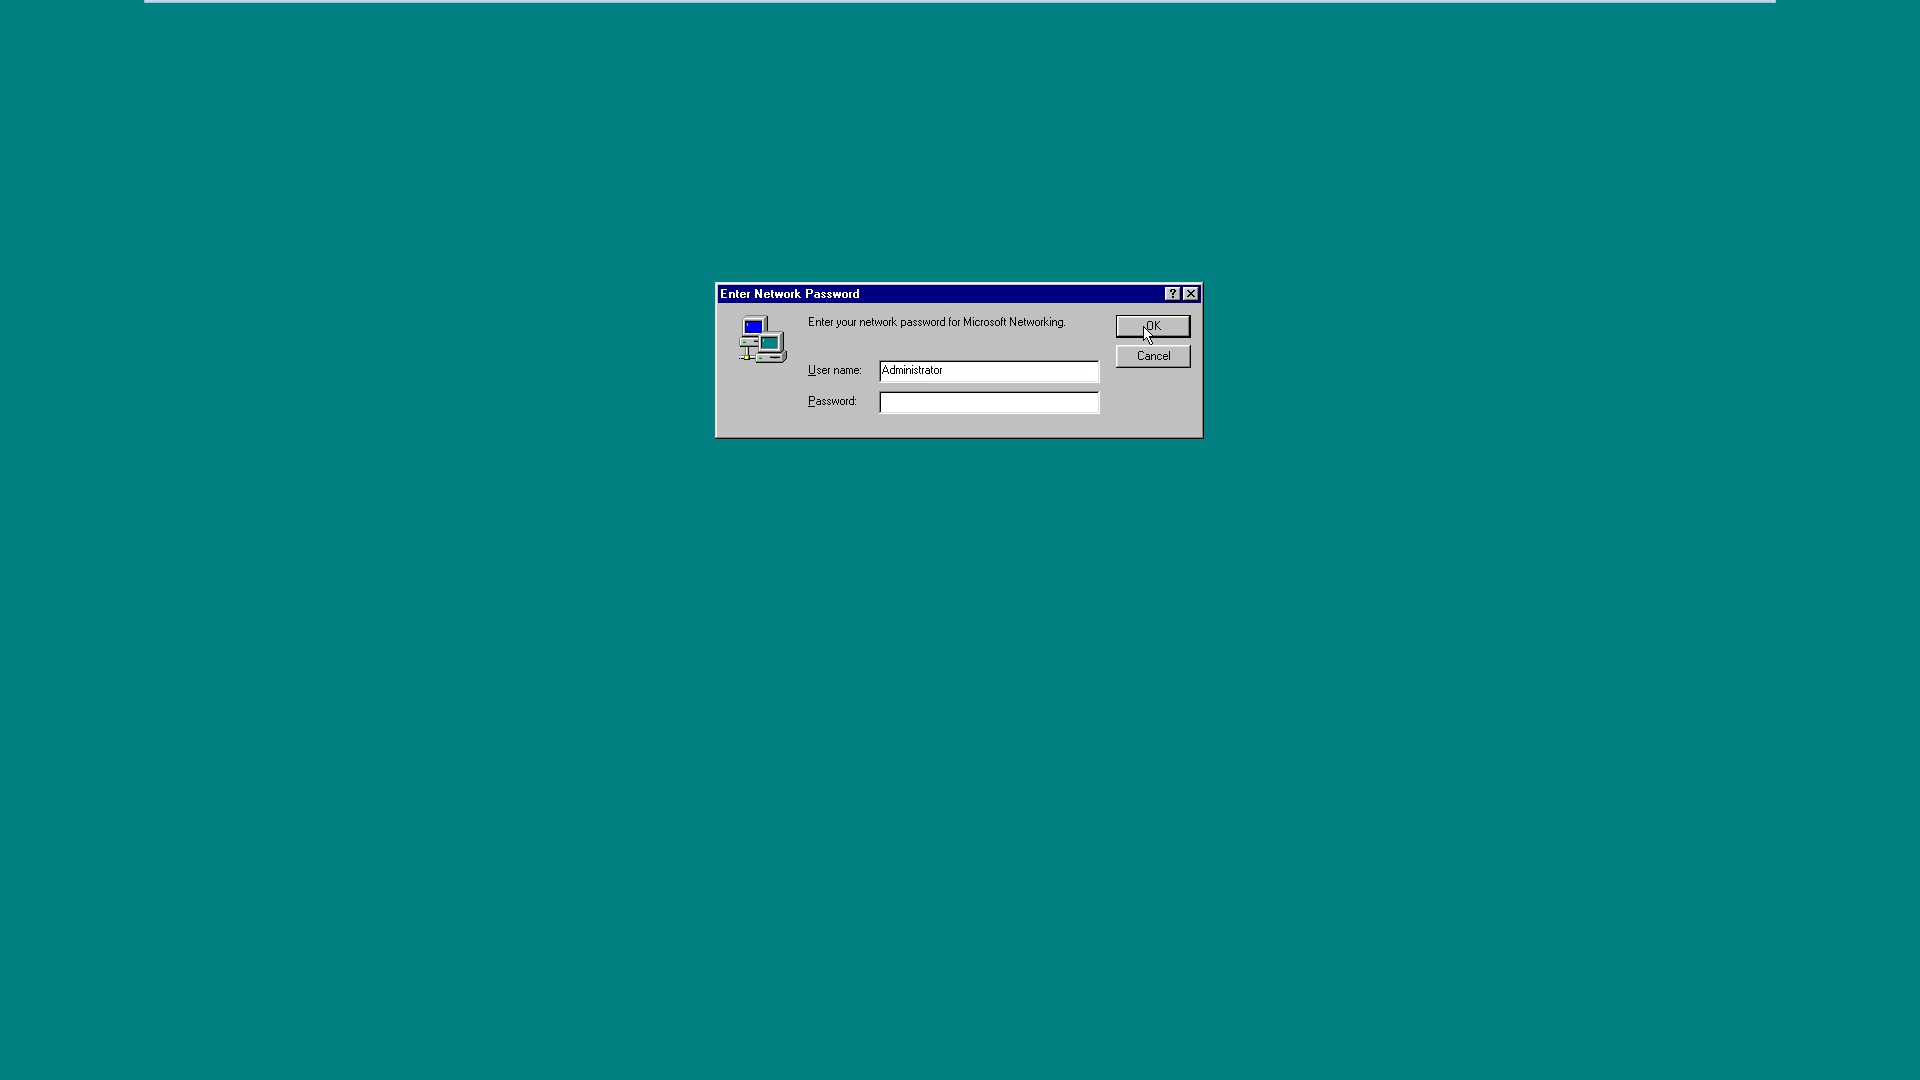 Enter Network Password
Enter your network password for Microsoft Networking.
OK
Cancel
User name: Administrator
Password: